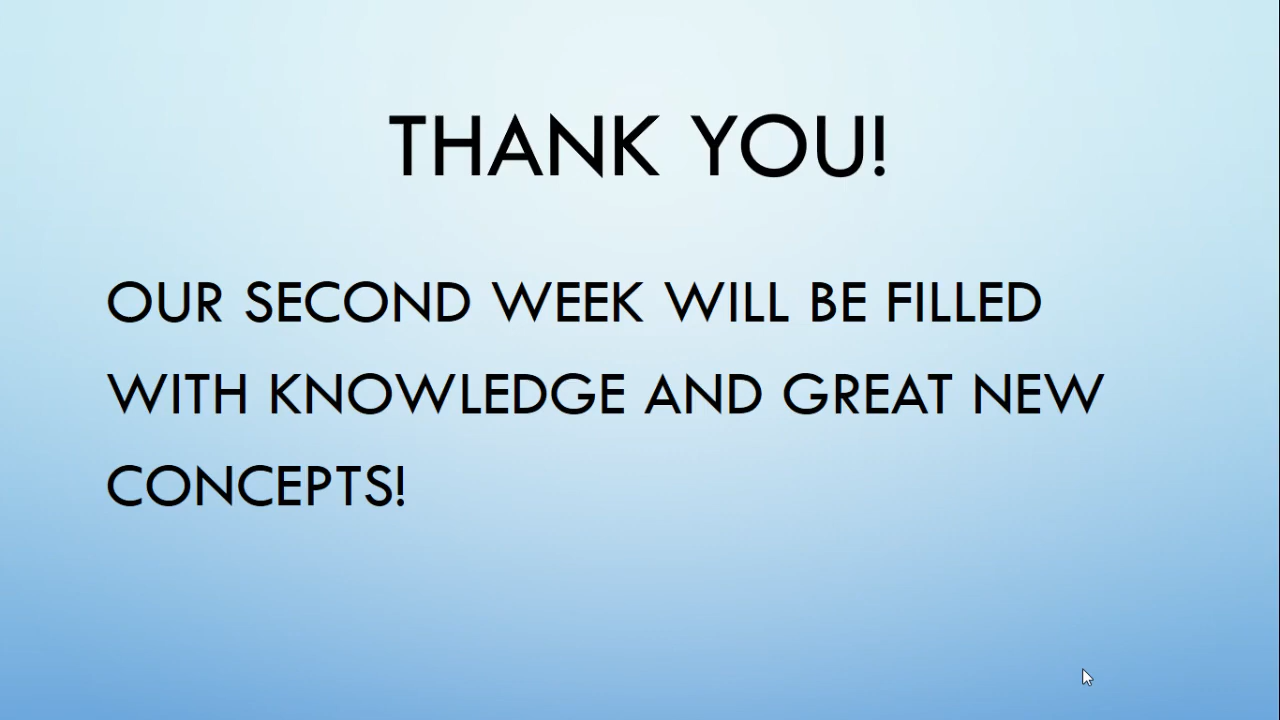 THANK YOU!
OUR SECOND WEEK WILL BE FILLED
WITH KNOWLEDGE AND GREAT NEW
CONCEPTS!